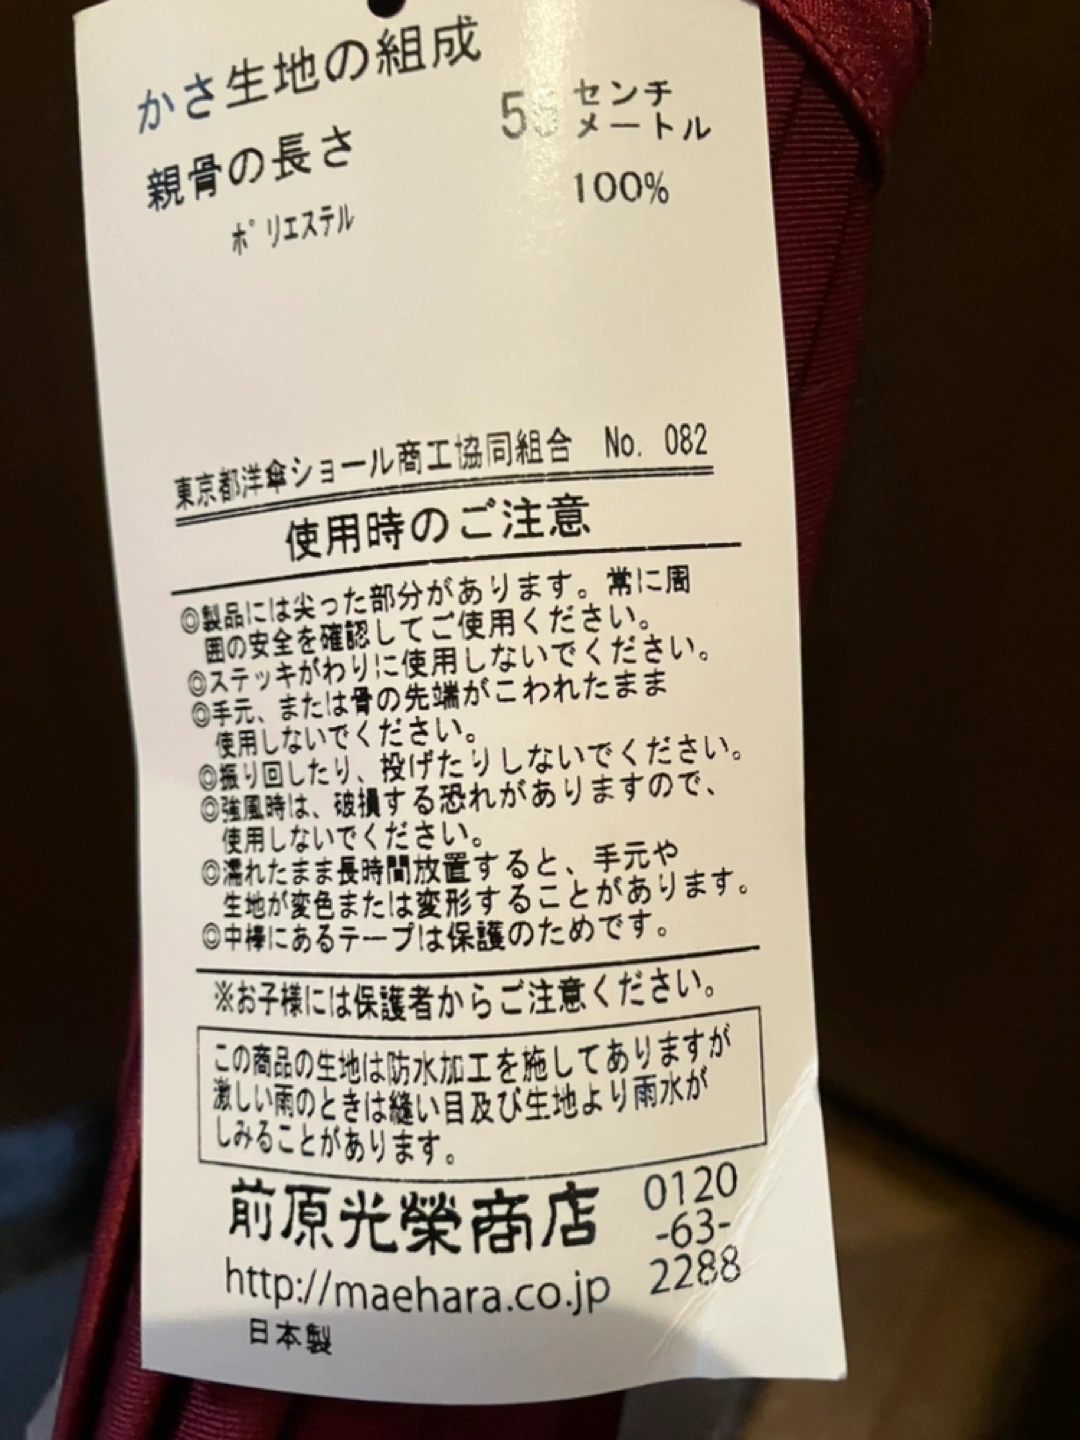 かさ生地の組成
親骨の長さ センチ
メートル
ポリエステル 100%
東京都洋傘ショール商工協同組合 No. 082
使用時のご注意
◎製品には尖った部分があります。常に周
囲の安全を確認してご使用ください。
◎ステッキがわりに使用しないでください。
◎手元、または骨の先端がこわれたまま
使用しないでください。
◎振り回したり、投げたりしないでください。
◎強風時は、破損する恐れがありますので、
使用しないでください。
◎濡れたまま長時間放置すると、手元や
生地が変色または変形することがあります。
◎中棒にあるテープは保護のためです。
※お子様には保護者からご注意ください。
この商品の生地は防水加工を施してありますが
激しい雨のときは縫い目及び生地より雨水が
しみることがあります。
前原光榮商店
0120
-63-
2288
http://maehara.co.jp
日本製